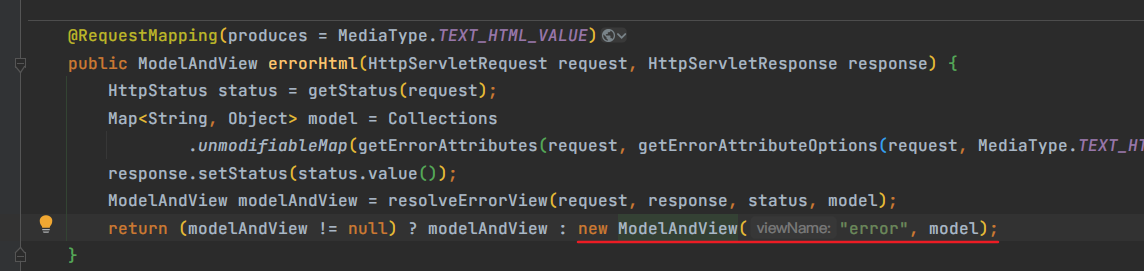 @RequestMapping(produces = MediaType.TEXT_HTML_VALUE)
public ModelAndView errorHtml(HttpServletRequest request, HttpServletResponse response) {
    HttpStatus status = getStatus(request);
    Map<String, Object> model = Collections
            .unmodifiableMap(getErrorAttributes(request, getErrorAttributeOptions(request, MediaType.TEXT_HT
    response.setStatus(status.value());
    ModelAndView modelAndView = resolveErrorView(request, response, status, model);
    return (modelAndView != null) ? modelAndView : new ModelAndView( viewName: "error", model);
}